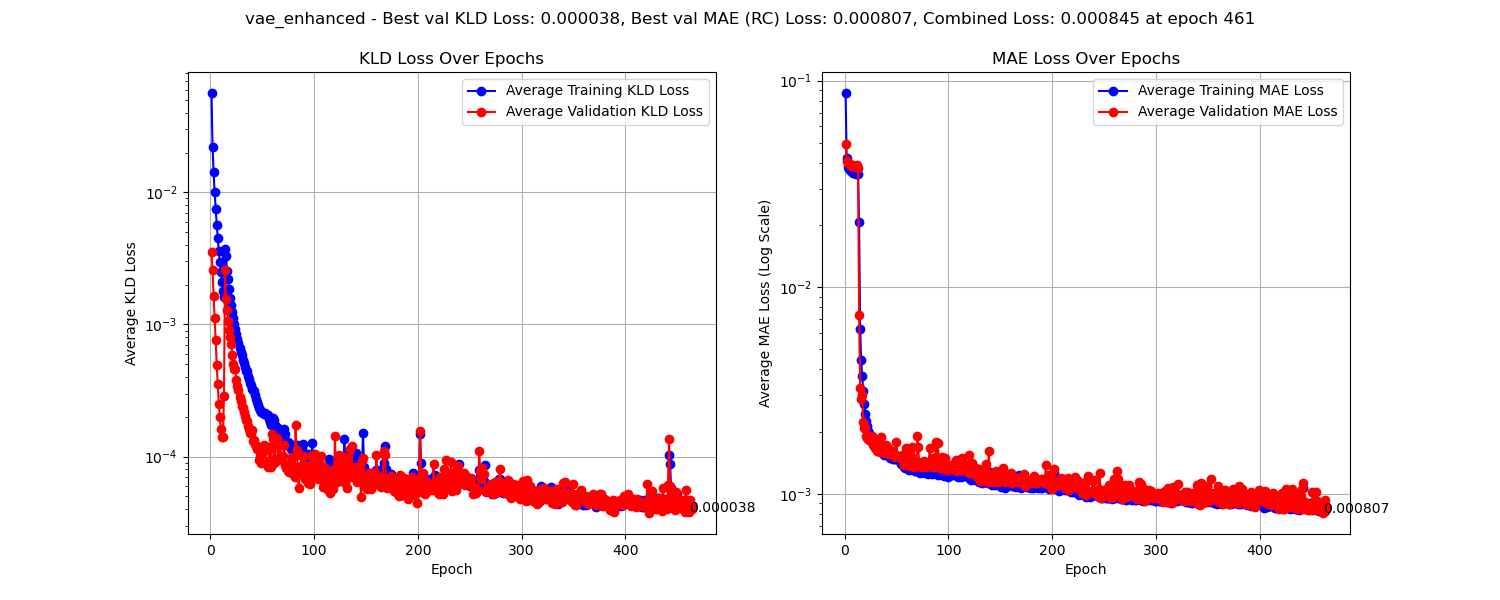 vae_enhanced - Best val KLD Loss: 0.000038, Best val MAE (RC) Loss: 0.000807, Combined Loss: 0.000845 at epoch 461
KLD Loss Over Epochs
Average Training KLD Loss
Average Validation KLD Loss
Average KLD Loss
10⁻²
10⁻³
10⁻⁴
0.000038
0 100 200 300 400
Epoch
MAE Loss Over Epochs
Average Training MAE Loss
Average Validation MAE Loss
Average MAE Loss (Log Scale)
10⁻¹
10⁻²
10⁻³
0.000807
0 100 200 300 400
Epoch